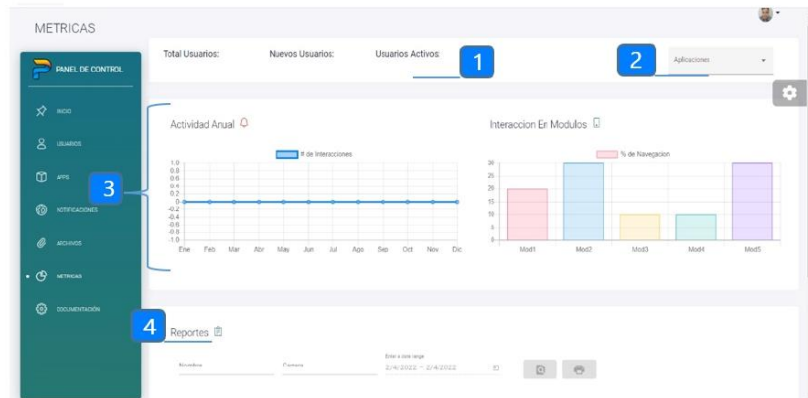 METRICAS
PANEL DE CONTROL
INICIO
USUARIOS
APPS
NOTIFICACIONES
ARCHIVOS
METRICAS
DOCUMENTACIÓN
Total Usuarios: Nuevos Usuarios: Usuarios Activos:
1
2
Aplicaciones
3
Actividad Anual
# de Interacciones
1.0
0.8
0.6
0.4
0.2
0
-0.2
-0.4
-0.6
-0.8
-1.0
Ene Feb Mar Abr May Jun Jul Ago Sep Oct Nov Dic
Interaccion En Modulos
% de Navegacion
30
25
20
15
10
5
0
Mod1 Mod2 Mod3 Mod4 Mod5
4
Reportes
Nombre
Enter a date range
2/4/2022 – 2/4/2022